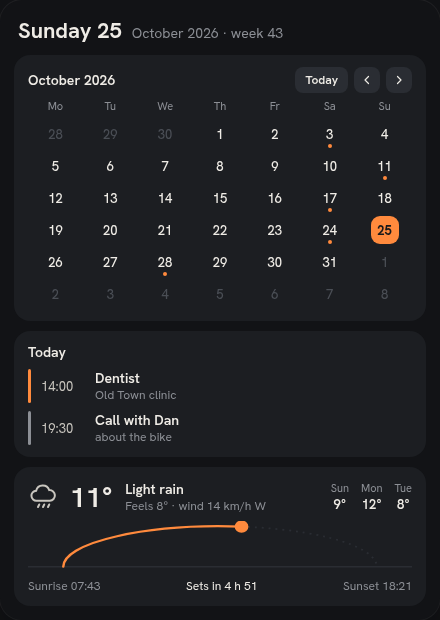 Sunday 25 October 2026 · week 43
October 2026 Today
Mo Tu We Th Fr Sa Su
28 29 30 1 2 3 4
5 6 7 8 9 10 11
12 13 14 15 16 17 18
19 20 21 22 23 24 25
26 27 28 29 30 31 1
2 3 4 5 6 7 8
Today
14:00 Dentist
Old Town clinic
19:30 Call with Dan
about the bike
11° Light rain
Feels 8° · wind 14 km/h W
Sun Mon Tue
9° 12° 8°
Sunrise 07:43 Sets in 4 h 51 Sunset 18:21